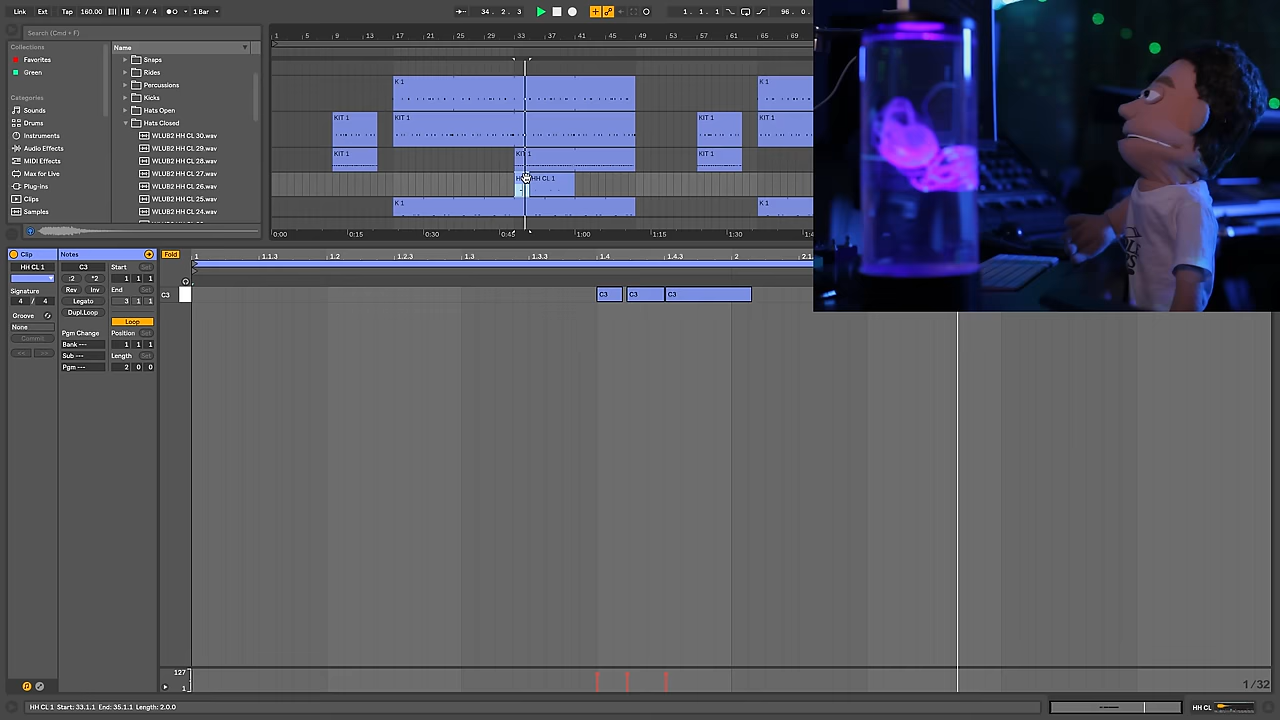 Link Ext Tap 160.00 4 / 4 1 Bar 34 . 2 . 3 1 . 1 . 1 96 . 0 .
Search (Cmd + F)
Collections
Favorites
Green
Categories
Sounds
Drums
Instruments
Audio Effects
MIDI Effects
Max for Live
Plug-ins
Clips
Samples
Name
Snaps
Rides
Percussions
Kicks
Hats Open
Hats Closed
WLUB2 HH CL 30.wav
WLUB2 HH CL 29.wav
WLUB2 HH CL 28.wav
WLUB2 HH CL 27.wav
WLUB2 HH CL 26.wav
WLUB2 HH CL 25.wav
WLUB2 HH CL 24.wav
1 5 9 13 17 21 25 29 33 37 41 45 49 53 57 61 65 69
K 1 K 1
KIT 1 KIT 1 KIT 1 KIT 1
KIT 1 KIT 1 KIT 1
HH CL 1
K 1 K 1
0:00 0:15 0:30 0:45 1:00 1:15 1:30
Clip
HH CL 1
Signature
4 / 4
Groove
None
Commit
<< >>
Notes
C3
:2 *2
Rev Inv
Legato
Dupl.Loop
Pgm Change
Bank ---
Sub ---
Pgm ---
Start Set
1 1 1
End Set
3 1 1
Loop
Position Set
1 1 1
Length Set
2 0 0
Fold
1 1.1.3 1.2 1.2.3 1.3 1.3.3 1.4 1.4.3 2
C3 C3 C3 C3
127
1
1/32
HH CL 1 Start: 33.1.1 End: 35.1.1 Length: 2.0.0
HH CL